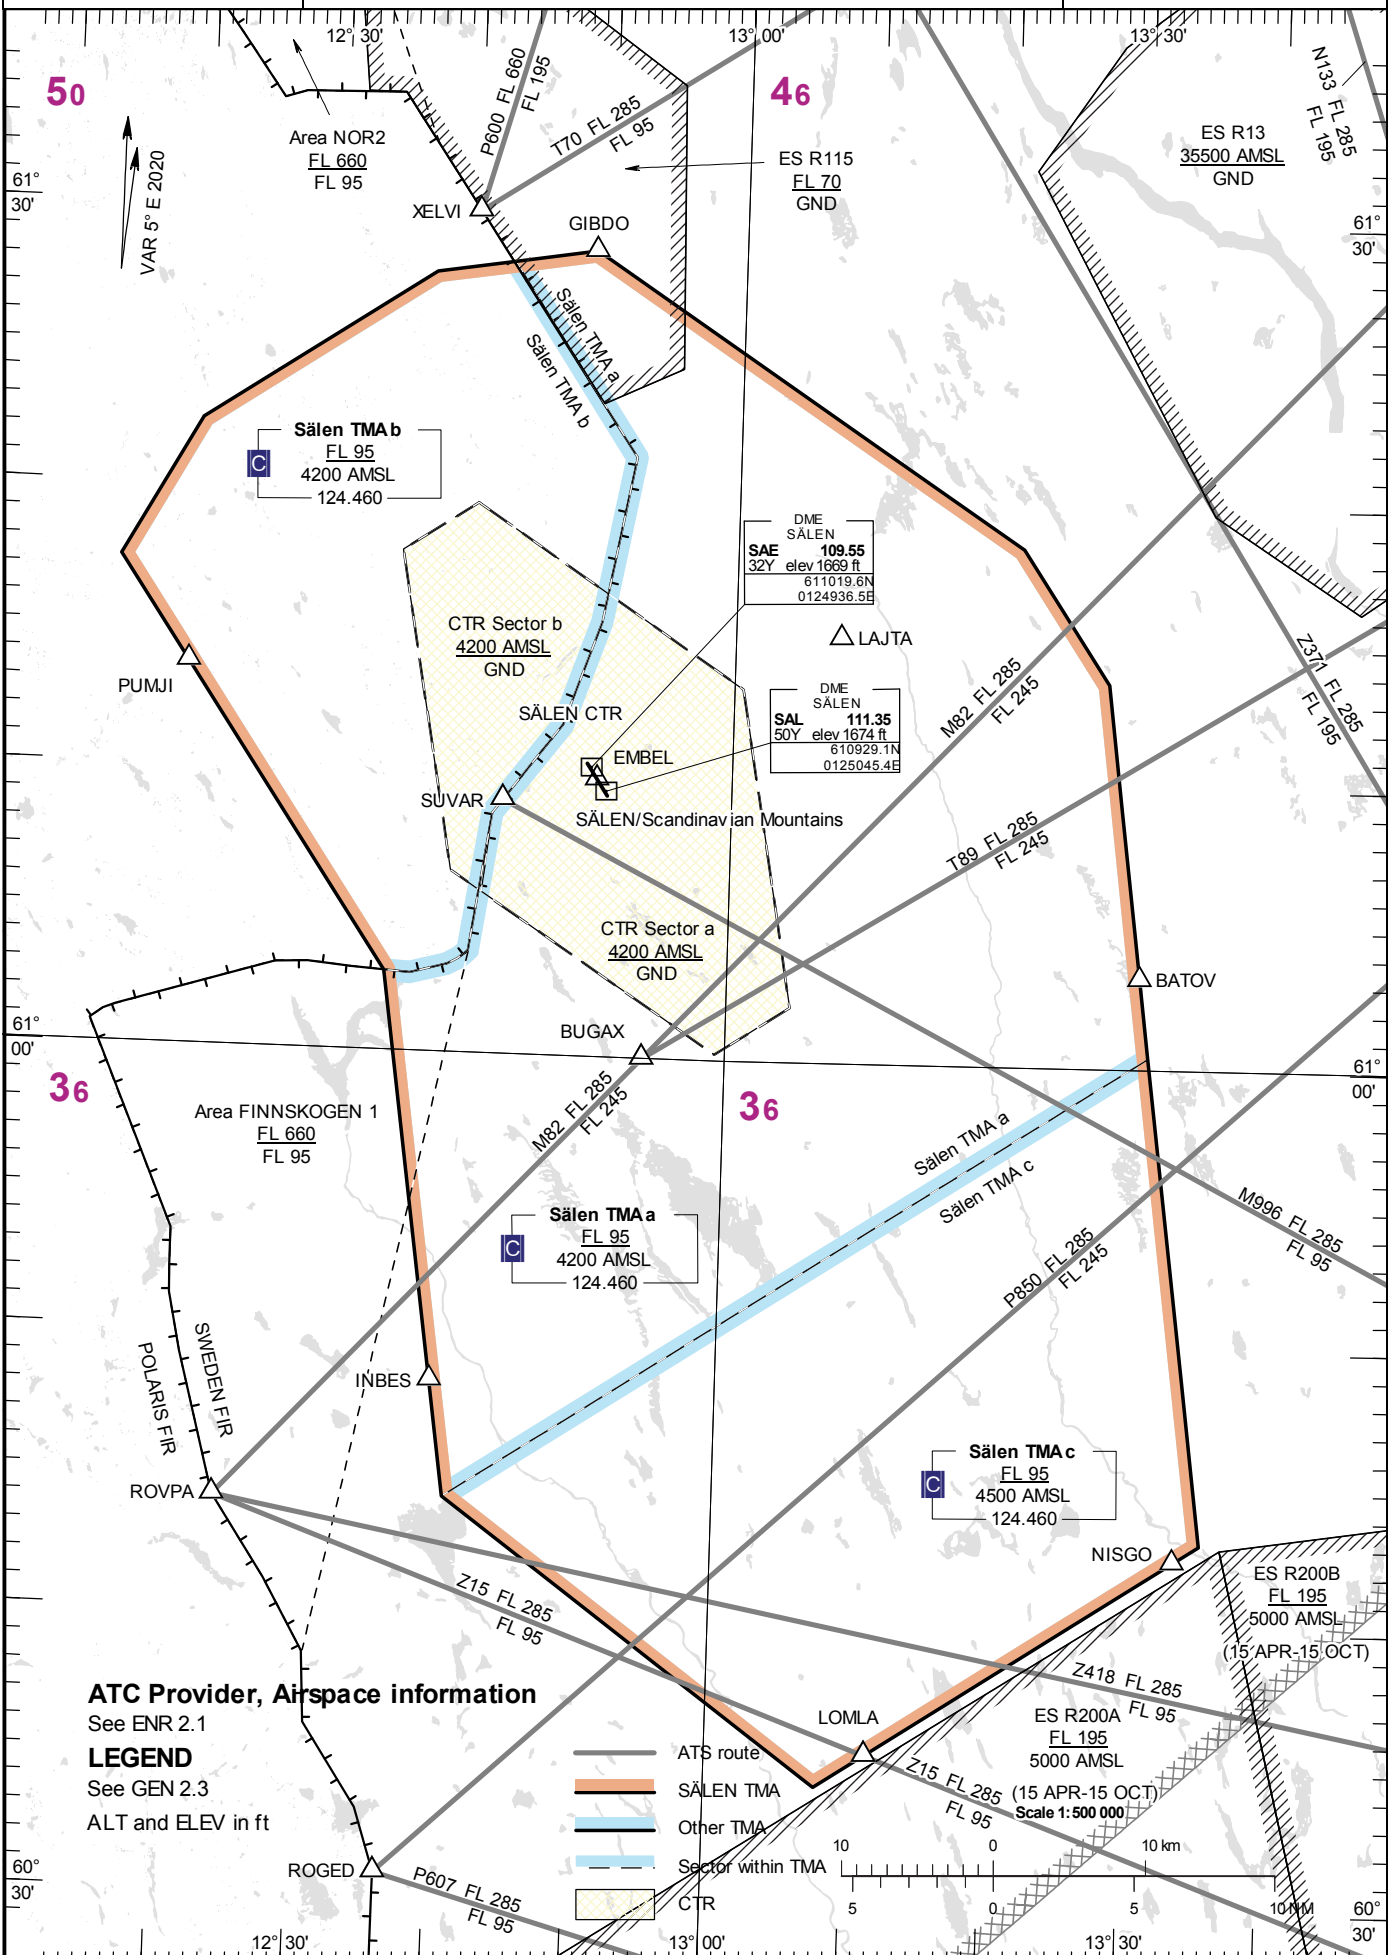 12°30'
13°00'
13°30'
50
46
P600 FL 660
FL 195
T70 FL 285
FL 95
N133 FL 285
FL 195
Area NOR2
FL 660
FL 95
ES R115
FL 70
GND
ES R13
35500 AMSL
GND
61°
30'
VAR 5° E 2020
XELVI
GIBDO
61°
30'
Sälen TMA a
Sälen TMA b
Sälen TMA b
FL 95
C
4200 AMSL
124.460
DME
SÄLEN
SAE 109.55
32Y elev 1669 ft
611019.6N
0124936.5E
CTR Sector b
4200 AMSL
GND
LAJTA
PUMJI
M82 FL 285
FL 245
Z371 FL 285
FL 195
DME
SÄLEN
SAL 111.35
50Y elev 1674 ft
610929.1N
0125045.4E
SÄLEN CTR
EMBEL
SUVAR
SÄLEN/Scandinavian Mountains
T89 FL 285
FL 245
CTR Sector a
4200 AMSL
GND
BATOV
61°
00'
BUGAX
61°
00'
36
36
Area FINNSKOGEN 1
FL 660
FL 95
M82 FL 285
FL 245
Sälen TMA a
Sälen TMA c
M996 FL 285
FL 95
Sälen TMA a
FL 95
C
4200 AMSL
124.460
P850 FL 285
FL 245
SWEDEN FIR
POLARIS FIR
INBES
ROVPA
Sälen TMA c
FL 95
C
4500 AMSL
124.460
NISGO
Z15 FL 285
FL 95
ES R200B
FL 195
5000 AMSL
(15 APR-15 OCT)
Z418 FL 285
FL 95
ATC Provider, Airspace information
See ENR 2.1
LEGEND
See GEN 2.3
ALT and ELEV in ft
LOMLA
ES R200A
FL 195
5000 AMSL
(15 APR-15 OCT)
Z15 FL 285
FL 95
ATS route
SÄLEN TMA
Other TMA
Sector within TMA
CTR
Scale 1:500 000
10 0 10 km
5 0 5 10 NM
ROGED
P607 FL 285
FL 95
60°
30'
60°
30'
12°30'
13°00'
13°30'